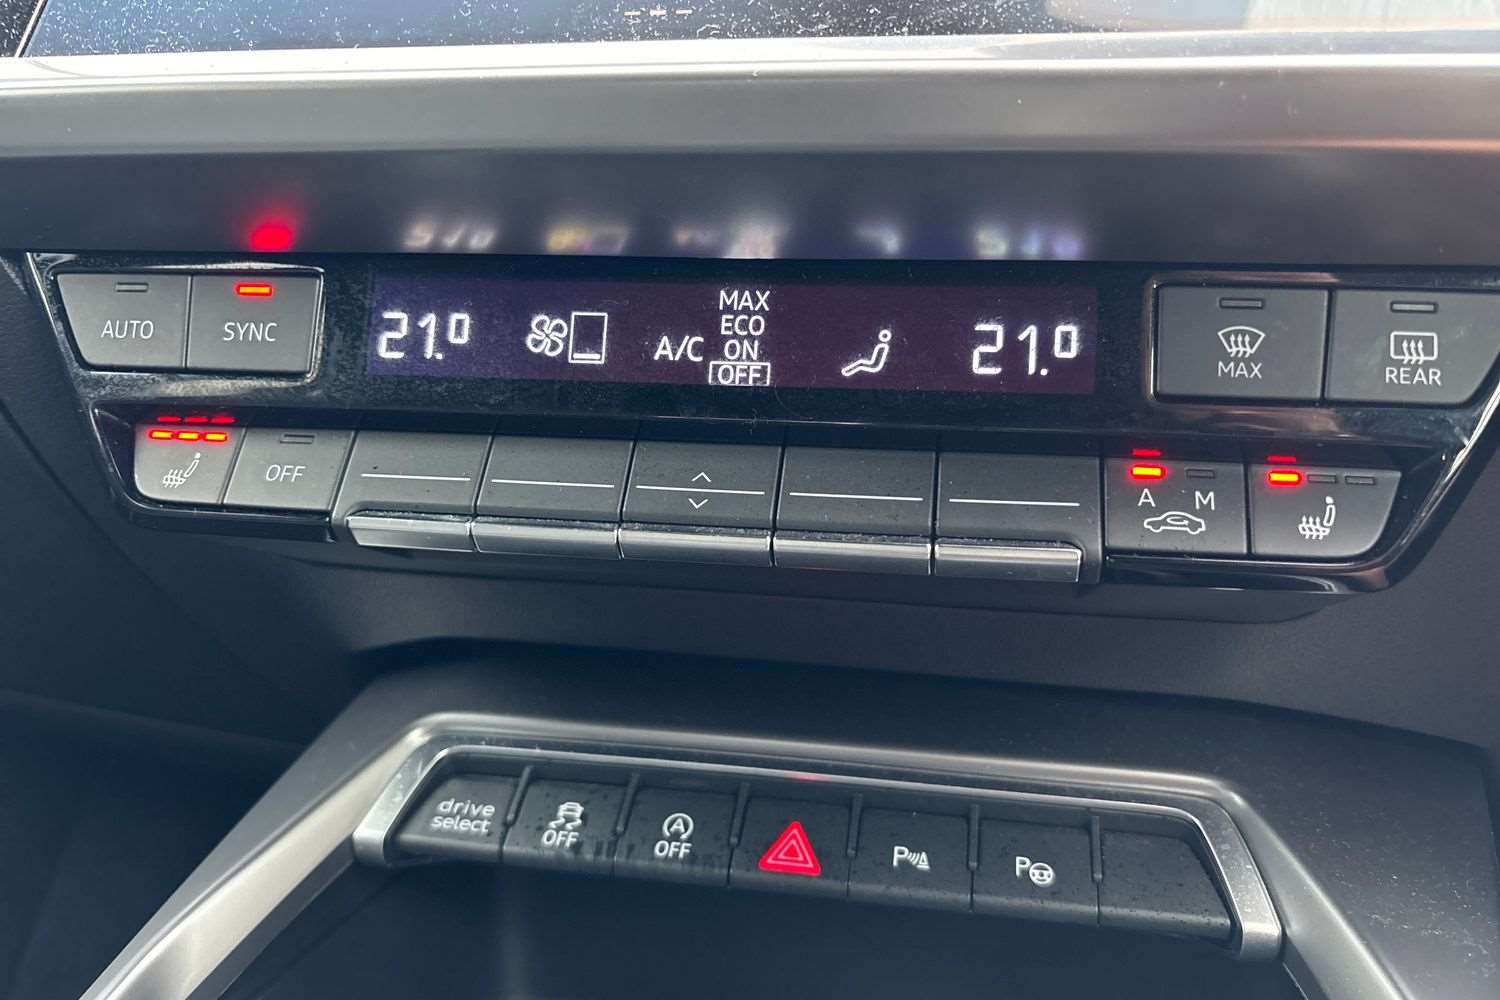 AUTO
SYNC
21.0
A/C
MAX
ECO
ON
OFF
21.0
MAX
REAR
OFF
A
M
drive
select
OFF
A
OFF
P
P